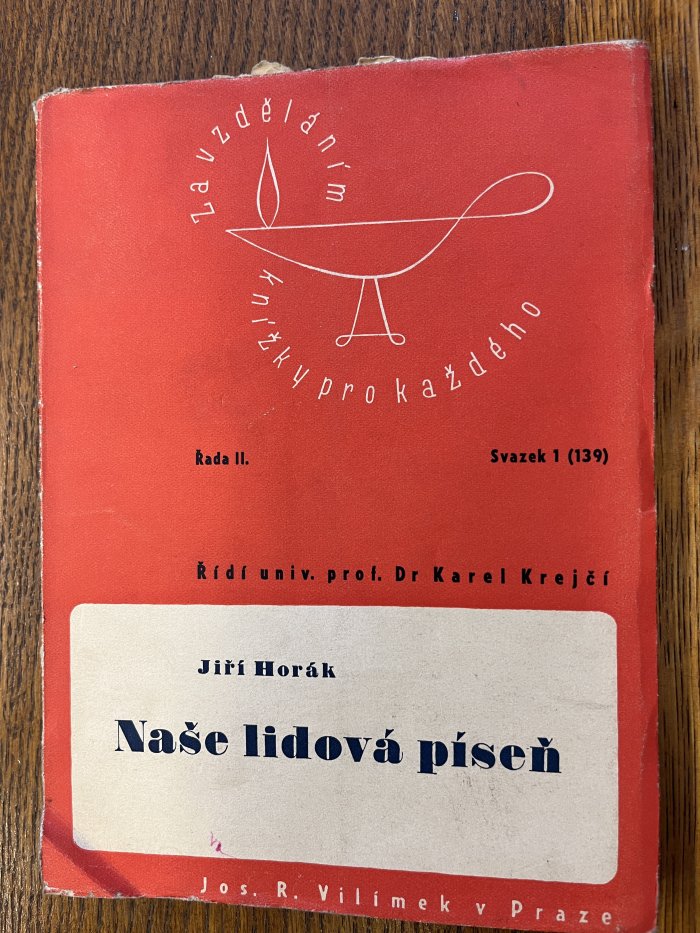 Za vzděláním
knížky pro každého
Řada II.
Svazek 1 (139)
Řídí univ. prof. Dr Karel Krejčí
Jiří Horák
Naše lidová píseň
Jos. R. Vilímek v Praze